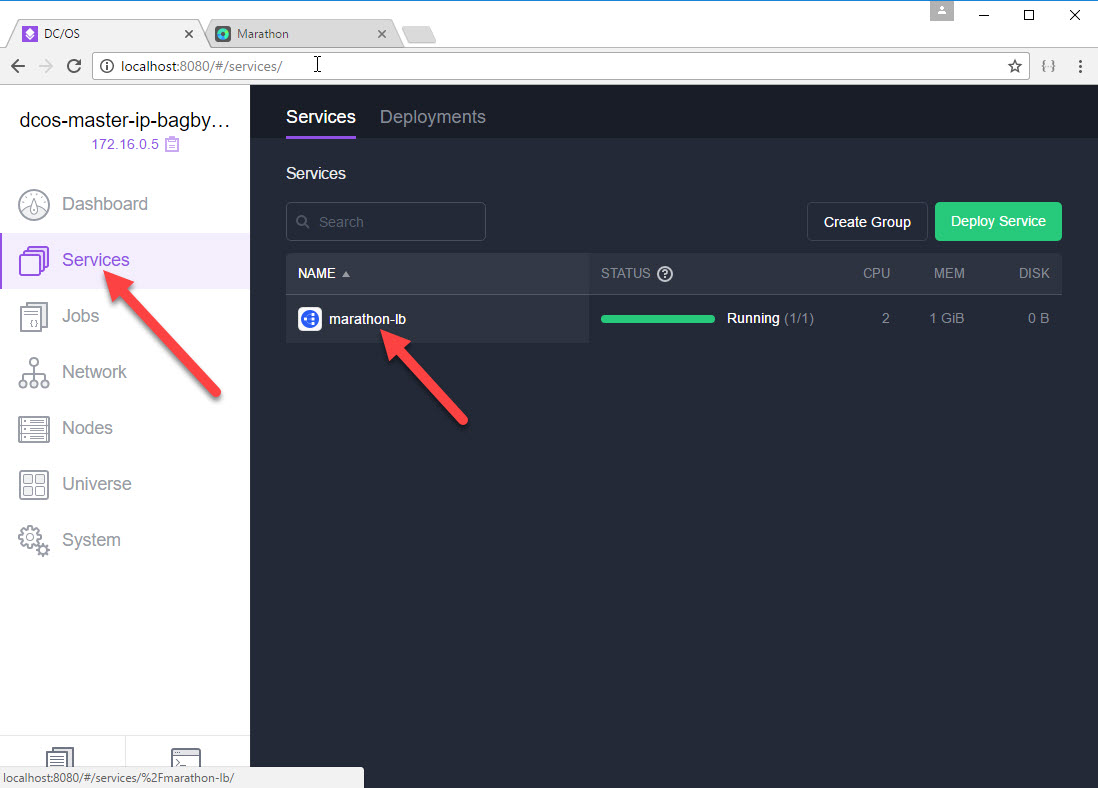 DC/OS
Marathon
localhost:8080/#/services/
dcos-master-ip-bagby…
172.16.0.5
Dashboard
Services
Jobs
Network
Nodes
Universe
System
Services Deployments
Services
Search
Create Group
Deploy Service
NAME STATUS ? CPU MEM DISK
marathon-lb Running (1/1) 2 1 GiB 0 B
localhost:8080/#/services/%2Fmarathon-lb/